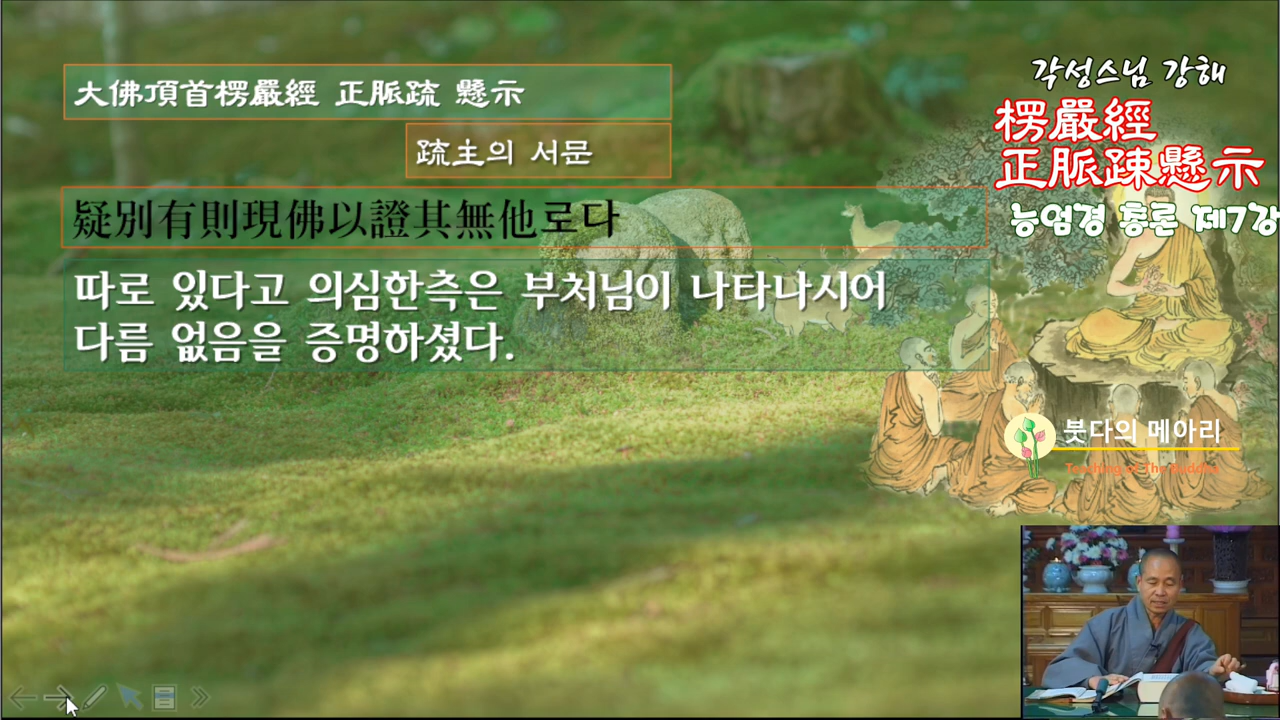 大佛頂首楞嚴經 正脈疏 懸示
疏主의 서문
疑別有則現佛以證其無他로다
따로 있다고 의심한측은 부처님이 나타나시어
다름 없음을 증명하셨다.
각성스님 강해
楞嚴經
正脈疎懸示
능엄경 총론 제7강
붓다의 메아리
Teaching of The Buddha